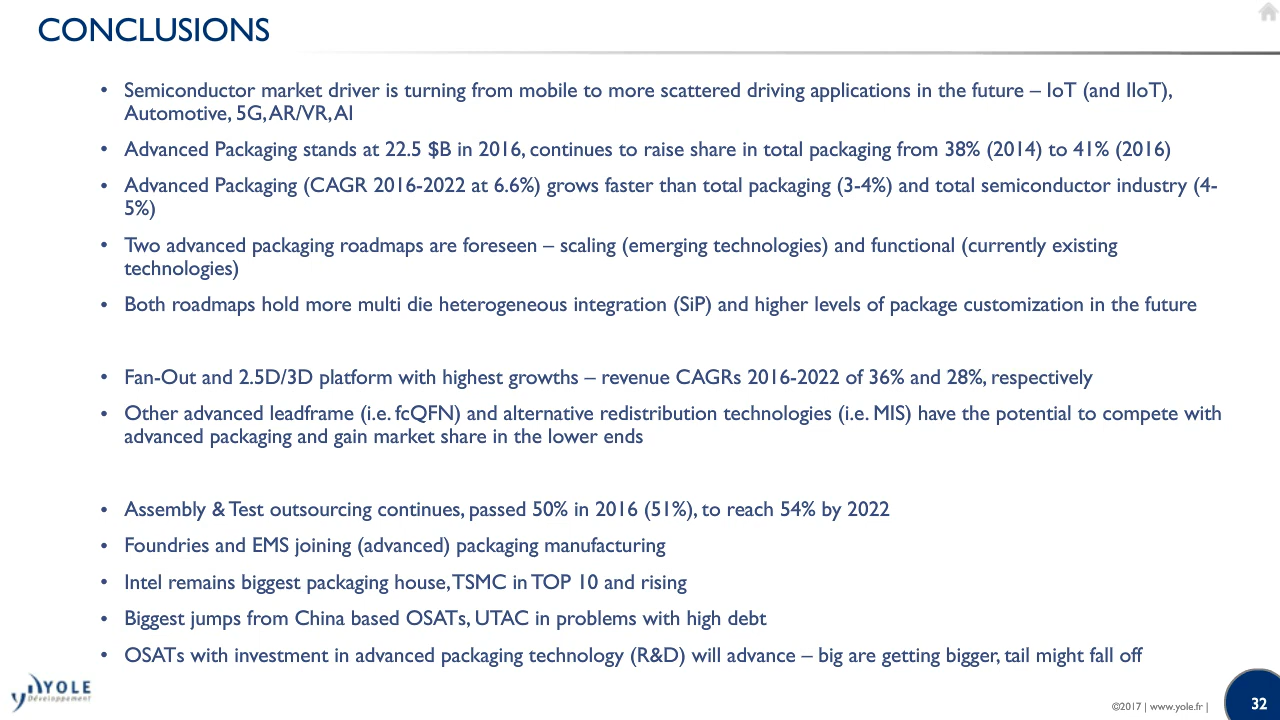 CONCLUSIONS
• Semiconductor market driver is turning from mobile to more scattered driving applications in the future – IoT (and IIoT),
Automotive, 5G, AR/VR, AI
• Advanced Packaging stands at 22.5 $B in 2016, continues to raise share in total packaging from 38% (2014) to 41% (2016)
• Advanced Packaging (CAGR 2016-2022 at 6.6%) grows faster than total packaging (3-4%) and total semiconductor industry (4-
5%)
• Two advanced packaging roadmaps are foreseen – scaling (emerging technologies) and functional (currently existing
technologies)
• Both roadmaps hold more multi die heterogeneous integration (SiP) and higher levels of package customization in the future
• Fan-Out and 2.5D/3D platform with highest growths – revenue CAGRs 2016-2022 of 36% and 28%, respectively
• Other advanced leadframe (i.e. fcQFN) and alternative redistribution technologies (i.e. MIS) have the potential to compete with
advanced packaging and gain market share in the lower ends
• Assembly & Test outsourcing continues, passed 50% in 2016 (51%), to reach 54% by 2022
• Foundries and EMS joining (advanced) packaging manufacturing
• Intel remains biggest packaging house, TSMC in TOP 10 and rising
• Biggest jumps from China based OSATs, UTAC in problems with high debt
• OSATs with investment in advanced packaging technology (R&D) will advance – big are getting bigger, tail might fall off
YOLE
Développement
©2017 | www.yole.fr |
32